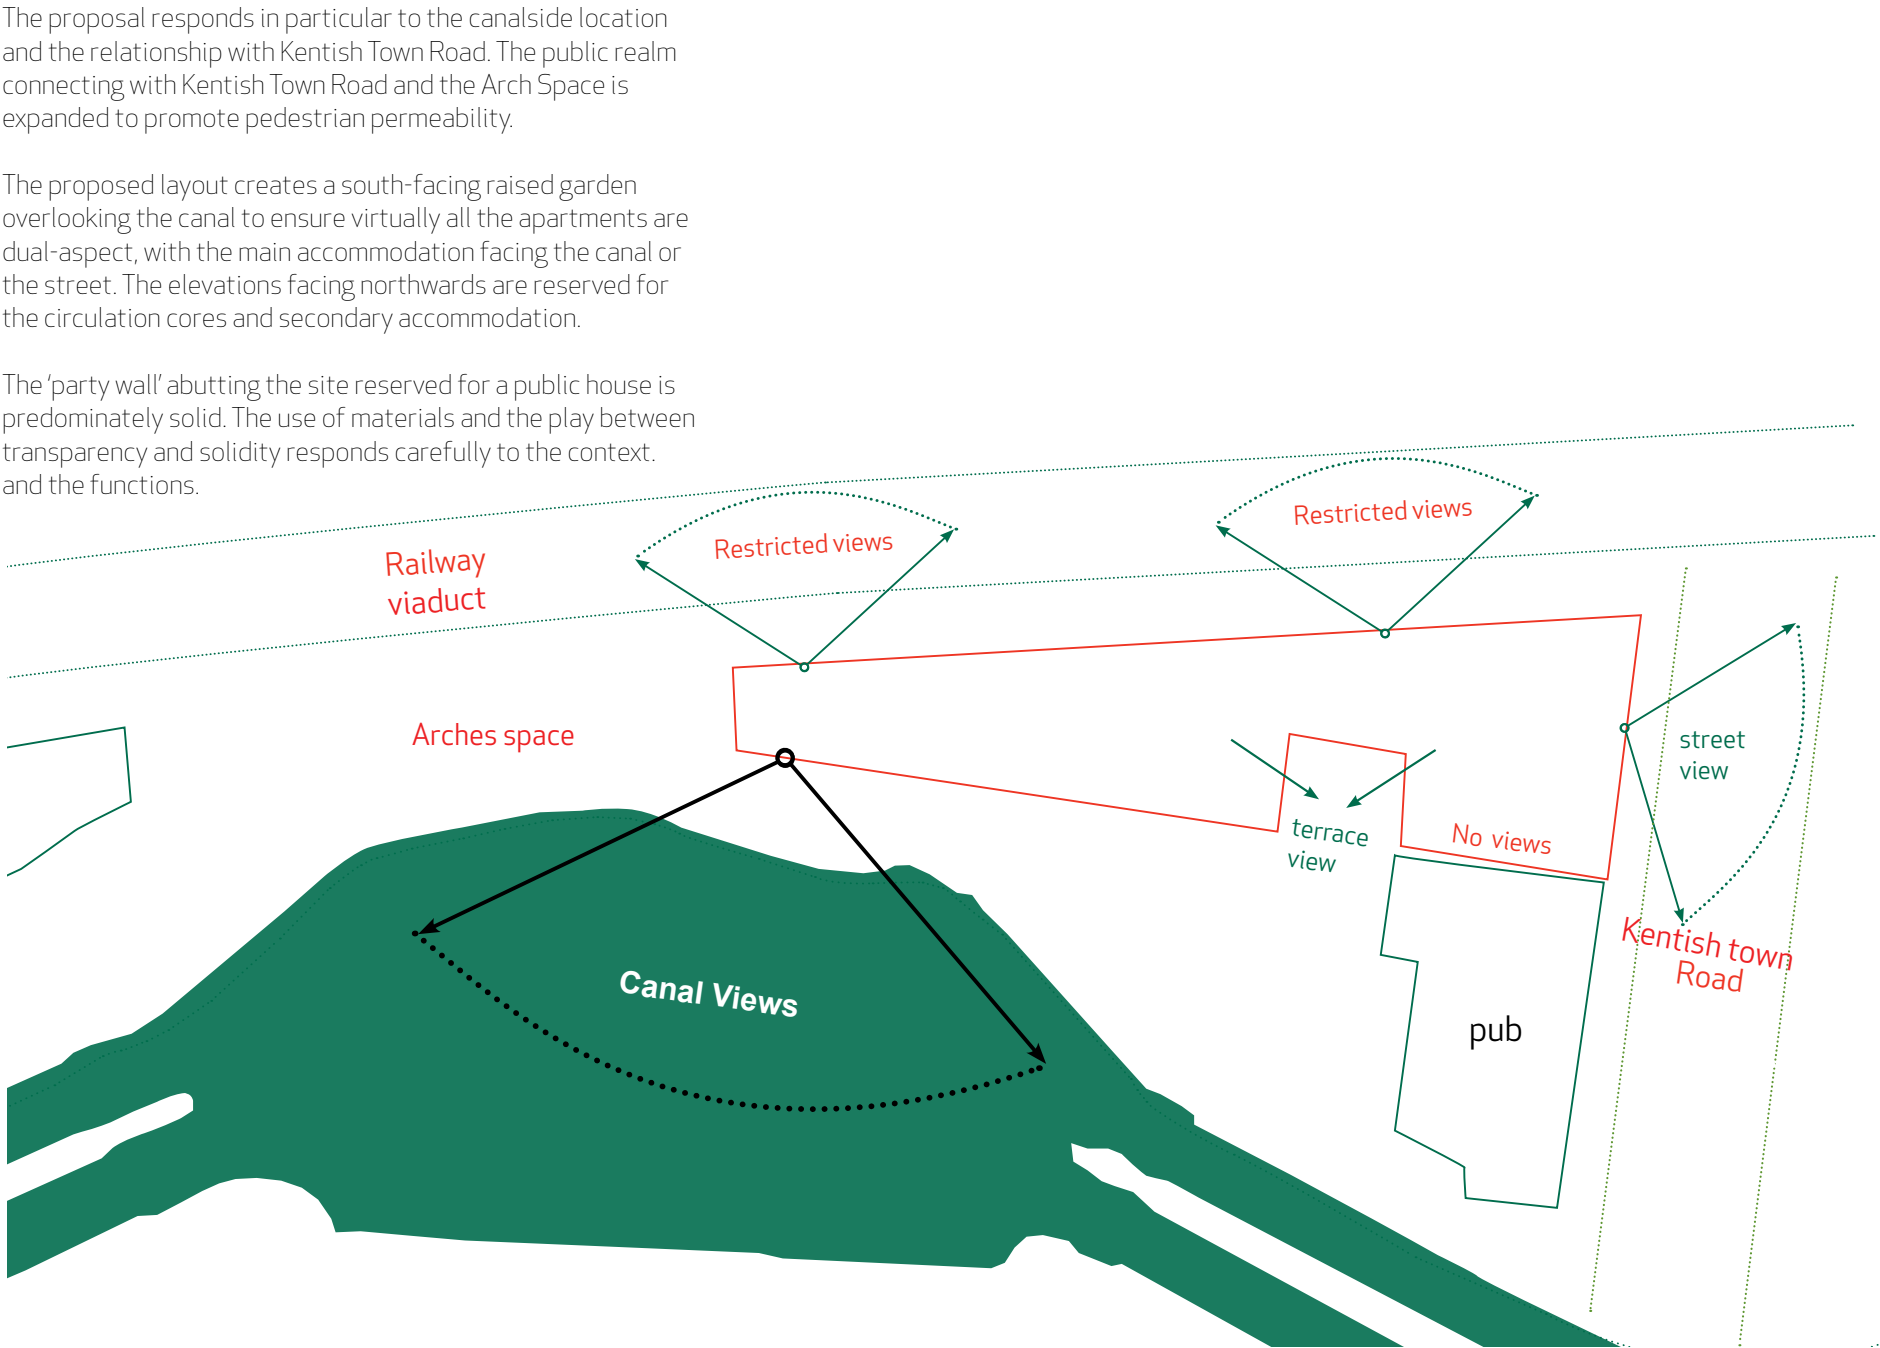 The proposal responds in particular to the canalside location
and the relationship with Kentish Town Road. The public realm
connecting with Kentish Town Road and the Arch Space is
expanded to promote pedestrian permeability.
The proposed layout creates a south-facing raised garden
overlooking the canal to ensure virtually all the apartments are
dual-aspect, with the main accommodation facing the canal or
the street. The elevations facing northwards are reserved for
the circulation cores and secondary accommodation.
The ‘party wall’ abutting the site reserved for a public house is
predominately solid. The use of materials and the play between
transparency and solidity responds carefully to the context.
and the functions.
Restricted views
Restricted views
Railway
viaduct
Arches space
street
view
terrace
view
No views
Kentish town
Road
Canal Views
pub